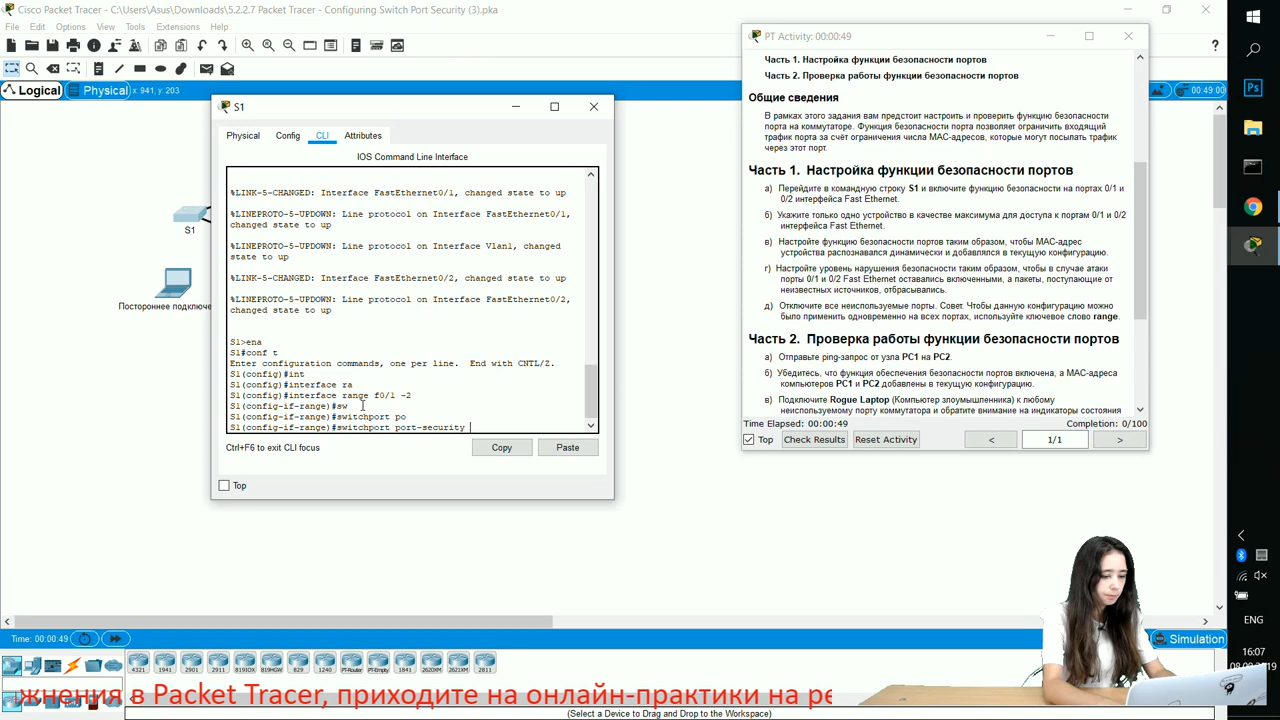 Cisco Packet Tracer - C:\Users\Asus\Downloads\5.2.2.7 Packet Tracer - Configuring Switch Port Security (3).pka
File Edit Options View Tools Extensions Help
Logical Physical x: 941, y: 203
00:49:00
S1
Постороннее подключе
S1
Physical Config CLI Attributes
IOS Command Line Interface
%LINK-5-CHANGED: Interface FastEthernet0/1, changed state to up
%LINEPROTO-5-UPDOWN: Line protocol on Interface FastEthernet0/1,
changed state to up
%LINEPROTO-5-UPDOWN: Line protocol on Interface Vlan1, changed
state to up
%LINK-5-CHANGED: Interface FastEthernet0/2, changed state to up
%LINEPROTO-5-UPDOWN: Line protocol on Interface FastEthernet0/2,
changed state to up
S1>ena
S1#conf t
Enter configuration commands, one per line. End with CNTL/Z.
S1(config)#int
S1(config)#interface ra
S1(config)#interface range f0/1 -2
S1(config-if-range)#sw
S1(config-if-range)#switchport po
S1(config-if-range)#switchport port-security
Ctrl+F6 to exit CLI focus
Copy Paste
Top
PT Activity: 00:00:49
Часть 1. Настройка функции безопасности портов
Часть 2. Проверка работы функции безопасности портов
Общие сведения
В рамках этого задания вам предстоит настроить и проверить функцию безопасности
порта на коммутаторе. Функция безопасности порта позволяет ограничить входящий
трафик порта за счёт ограничения числа MAC-адресов, которые могут посылать трафик
через этот порт.
Часть 1. Настройка функции безопасности портов
а) Перейдите в командную строку S1 и включите функцию безопасности на портах 0/1 и
0/2 интерфейса Fast Ethernet.
б) Укажите только одно устройство в качестве максимума для доступа к портам 0/1 и 0/2
интерфейса Fast Ethernet.
в) Настройте функцию безопасности портов таким образом, чтобы MAC-адрес
устройства распознавался динамически и добавлялся в текущую конфигурацию.
г) Настройте уровень нарушения безопасности таким образом, чтобы в случае атаки
порты 0/1 и 0/2 Fast Ethernet оставались включенными, а пакеты, поступающие от
неизвестных источников, отбрасывались.
д) Отключите все неиспользуемые порты. Совет. Чтобы данную конфигурацию можно
было применить одновременно на всех портах, используйте ключевое слово range.
Часть 2. Проверка работы функции безопасности портов
а) Отправьте ping-запрос от узла PC1 на PC2.
б) Убедитесь, что функция обеспечения безопасности портов включена, а MAC-адреса
компьютеров PC1 и PC2 добавлены в текущую конфигурацию.
в) Подключите Rogue Laptop (Компьютер злоумышленника) к любому
неиспользуемому порту коммутатора и обратите внимание на индикаторы состояния
Time Elapsed: 00:00:49 Completion: 0/100
Top Check Results Reset Activity < 1/1 >
Time: 00:00:49
Simulation
4321 1941 2901 2911 819IOX 819HGW 829 1240 PT-Router PT-Empty 1841 2620XM 2621XM 2811
жнения в Packet Tracer, приходите на онлайн-практики на ре
(Select a Device to Drag and Drop to the Workspace)
Ps
ENG
16:07